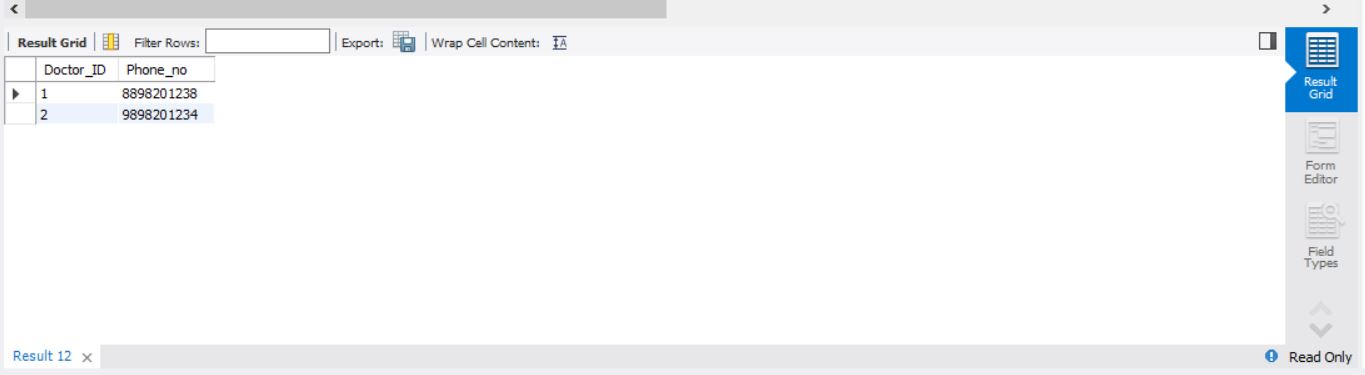 Result Grid Filter Rows: Export: Wrap Cell Content: IA
Doctor_ID Phone_no
1 8898201238
2 9898201234
Result
Grid
Form
Editor
Field
Types
Result 12 × Read Only